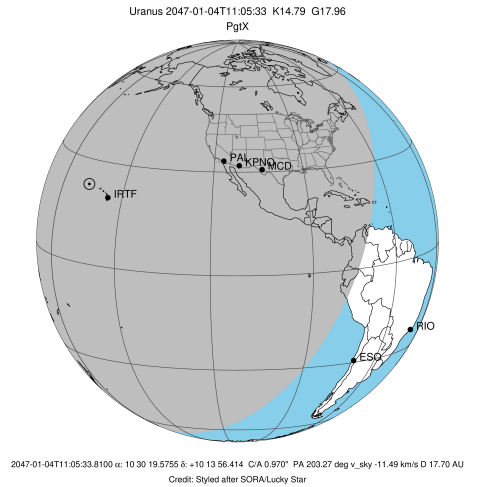 Uranus 2047-01-04T11:05:33 K14.79 G17.96
PgtX
PAL
KPNO
MCD
IRTF
RIO
ESO
2047-01-04T11:05:33.8100 α: 10 30 19.5755 δ: +10 13 56.414 C/A 0.970" PA 203.27 deg v_sky -11.49 km/s D 17.70 AU
Credit: Styled after SORA/Lucky Star